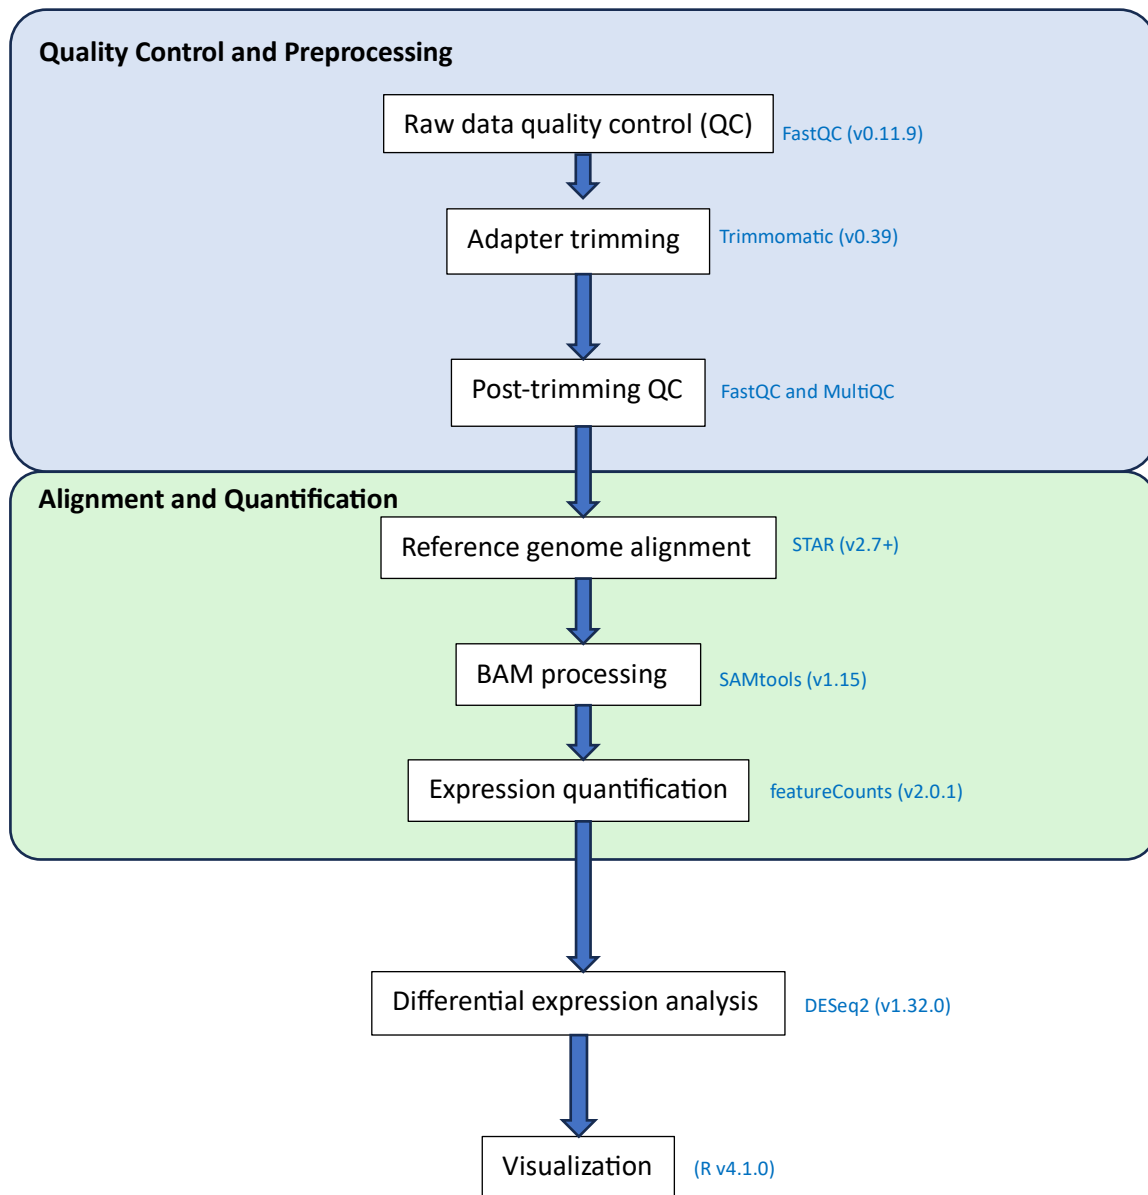 Quality Control and Preprocessing
Raw data quality control (QC)
FastQC (v0.11.9)
Adapter trimming
Trimmomatic (v0.39)
Post-trimming QC
FastQC and MultiQC
Alignment and Quantification
Reference genome alignment
STAR (v2.7+)
BAM processing
SAMtools (v1.15)
Expression quantification
featureCounts (v2.0.1)
Differential expression analysis
DESeq2 (v1.32.0)
Visualization
(R v4.1.0)